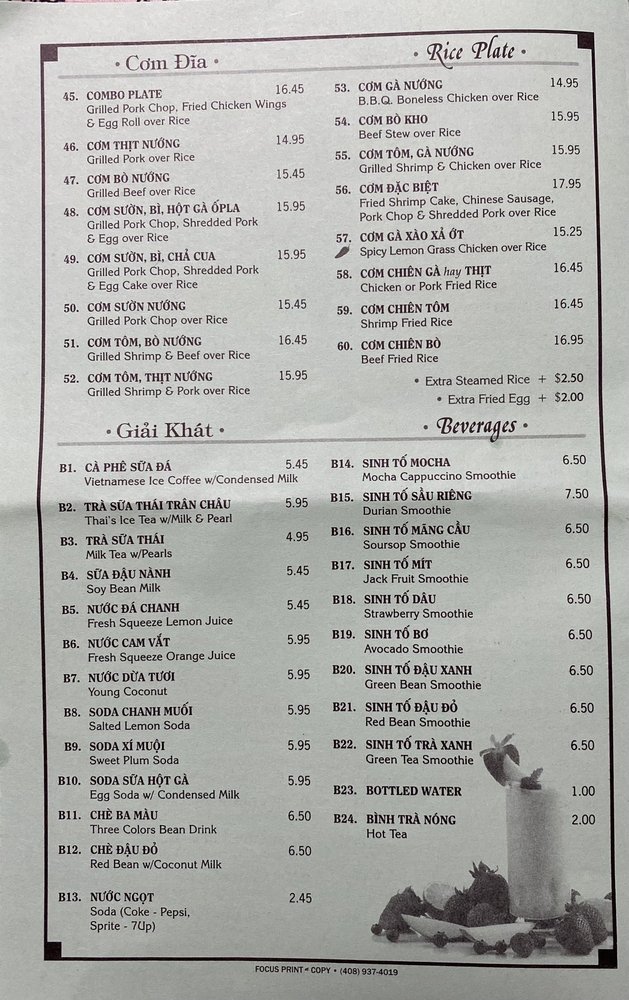 Cơm Đĩa • Rice Plate •
45. COMBO PLATE 16.45
Grilled Pork Chop, Fried Chicken Wings
& Egg Roll over Rice
46. CƠM THỊT NƯỚNG 14.95
Grilled Pork over Rice
47. CƠM BÒ NƯỚNG 15.45
Grilled Beef over Rice
48. CƠM SƯỜN, BÌ, HỘT GÀ ỐPLA 15.95
Grilled Pork Chop, Shredded Pork
& Egg over Rice
49. CƠM SƯỜN, BÌ, CHẢ CUA 15.95
Grilled Pork Chop, Shredded Pork
& Egg Cake over Rice
50. CƠM SƯỜN NƯỚNG 15.45
Grilled Pork Chop over Rice
51. CƠM TÔM, BÒ NƯỚNG 16.45
Grilled Shrimp & Beef over Rice
52. CƠM TÔM, THỊT NƯỚNG 15.95
Grilled Shrimp & Pork over Rice
53. CƠM GÀ NƯỚNG 14.95
B.B.Q. Boneless Chicken over Rice
54. CƠM BÒ KHO 15.95
Beef Stew over Rice
55. CƠM TÔM, GÀ NƯỚNG 15.95
Grilled Shrimp & Chicken over Rice
56. CƠM ĐẶC BIỆT 17.95
Fried Shrimp Cake, Chinese Sausage,
Pork Chop & Shredded Pork over Rice
57. CƠM GÀ XÀO XẢ ỚT 15.25
Spicy Lemon Grass Chicken over Rice
58. CƠM CHIÊN GÀ hay THỊT 16.45
Chicken or Pork Fried Rice
59. CƠM CHIÊN TÔM 16.45
Shrimp Fried Rice
60. CƠM CHIÊN BÒ 16.95
Beef Fried Rice
• Extra Steamed Rice + $2.50
• Extra Fried Egg + $2.00
• Giải Khát • • Beverages •
B1. CÀ PHÊ SỮA ĐÁ 5.45
Vietnamese Ice Coffee w/Condensed Milk
B2. TRÀ SỮA THÁI TRÂN CHÂU 5.95
Thai's Ice Tea w/Milk & Pearl
B3. TRÀ SỮA THÁI 4.95
Milk Tea w/Pearls
B4. SỮA ĐẬU NÀNH 5.45
Soy Bean Milk
B5. NƯỚC ĐÁ CHANH 5.45
Fresh Squeeze Lemon Juice
B6. NƯỚC CAM VẮT 5.95
Fresh Squeeze Orange Juice
B7. NƯỚC DỪA TƯƠI 5.95
Young Coconut
B8. SODA CHANH MUỐI 5.95
Salted Lemon Soda
B9. SODA XÍ MUỘI 5.95
Sweet Plum Soda
B10. SODA SỮA HỘT GÀ 5.95
Egg Soda w/ Condensed Milk
B11. CHÈ BA MÀU 6.50
Three Colors Bean Drink
B12. CHÈ ĐẬU ĐỎ 6.50
Red Bean w/Coconut Milk
B13. NƯỚC NGỌT 2.45
Soda (Coke - Pepsi,
Sprite - 7Up)
B14. SINH TỐ MOCHA 6.50
Mocha Cappuccino Smoothie
B15. SINH TỐ SẦU RIÊNG 7.50
Durian Smoothie
B16. SINH TỐ MÃNG CẦU 6.50
Soursop Smoothie
B17. SINH TỐ MÍT 6.50
Jack Fruit Smoothie
B18. SINH TỐ DÂU 6.50
Strawberry Smoothie
B19. SINH TỐ BƠ 6.50
Avocado Smoothie
B20. SINH TỐ ĐẬU XANH 6.50
Green Bean Smoothie
B21. SINH TỐ ĐẬU ĐỎ 6.50
Red Bean Smoothie
B22. SINH TỐ TRÀ XANH 6.50
Green Tea Smoothie
B23. BOTTLED WATER 1.00
B24. BÌNH TRÀ NÓNG 2.00
Hot Tea
FOCUS PRINT - COPY • (408) 937-4019